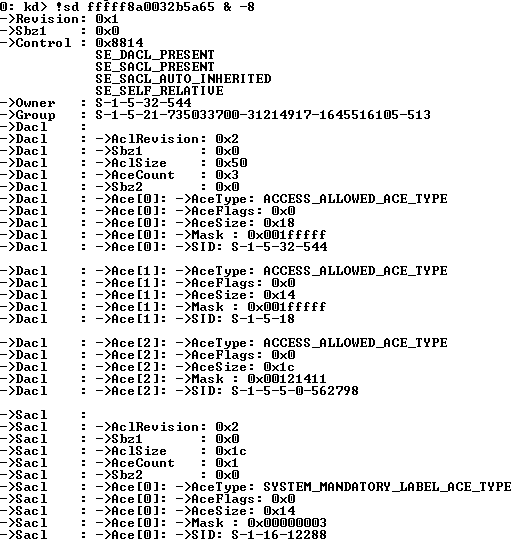 0: kd> !sd fffff8a0032b5a65 & -8
->Revision: 0x1
->Sbz1    : 0x0
->Control : 0x8814
            SE_DACL_PRESENT
            SE_SACL_PRESENT
            SE_SACL_AUTO_INHERITED
            SE_SELF_RELATIVE
->Owner   : S-1-5-32-544
->Group   : S-1-5-21-735033700-31214917-1645516105-513
->Dacl    :
->Dacl    : ->AclRevision: 0x2
->Dacl    : ->Sbz1       : 0x0
->Dacl    : ->AclSize    : 0x50
->Dacl    : ->AceCount   : 0x3
->Dacl    : ->Sbz2       : 0x0
->Dacl    : ->Ace[0]: ->AceType: ACCESS_ALLOWED_ACE_TYPE
->Dacl    : ->Ace[0]: ->AceFlags: 0x0
->Dacl    : ->Ace[0]: ->AceSize: 0x18
->Dacl    : ->Ace[0]: ->Mask : 0x001fffff
->Dacl    : ->Ace[0]: ->SID: S-1-5-32-544

->Dacl    : ->Ace[1]: ->AceType: ACCESS_ALLOWED_ACE_TYPE
->Dacl    : ->Ace[1]: ->AceFlags: 0x0
->Dacl    : ->Ace[1]: ->AceSize: 0x14
->Dacl    : ->Ace[1]: ->Mask : 0x001fffff
->Dacl    : ->Ace[1]: ->SID: S-1-5-18

->Dacl    : ->Ace[2]: ->AceType: ACCESS_ALLOWED_ACE_TYPE
->Dacl    : ->Ace[2]: ->AceFlags: 0x0
->Dacl    : ->Ace[2]: ->AceSize: 0x1c
->Dacl    : ->Ace[2]: ->Mask : 0x00121411
->Dacl    : ->Ace[2]: ->SID: S-1-5-5-0-562798

->Sacl    :
->Sacl    : ->AclRevision: 0x2
->Sacl    : ->Sbz1       : 0x0
->Sacl    : ->AclSize    : 0x1c
->Sacl    : ->AceCount   : 0x1
->Sacl    : ->Sbz2       : 0x0
->Sacl    : ->Ace[0]: ->AceType: SYSTEM_MANDATORY_LABEL_ACE_TYPE
->Sacl    : ->Ace[0]: ->AceFlags: 0x0
->Sacl    : ->Ace[0]: ->AceSize: 0x14
->Sacl    : ->Ace[0]: ->Mask : 0x00000003
->Sacl    : ->Ace[0]: ->SID: S-1-16-12288